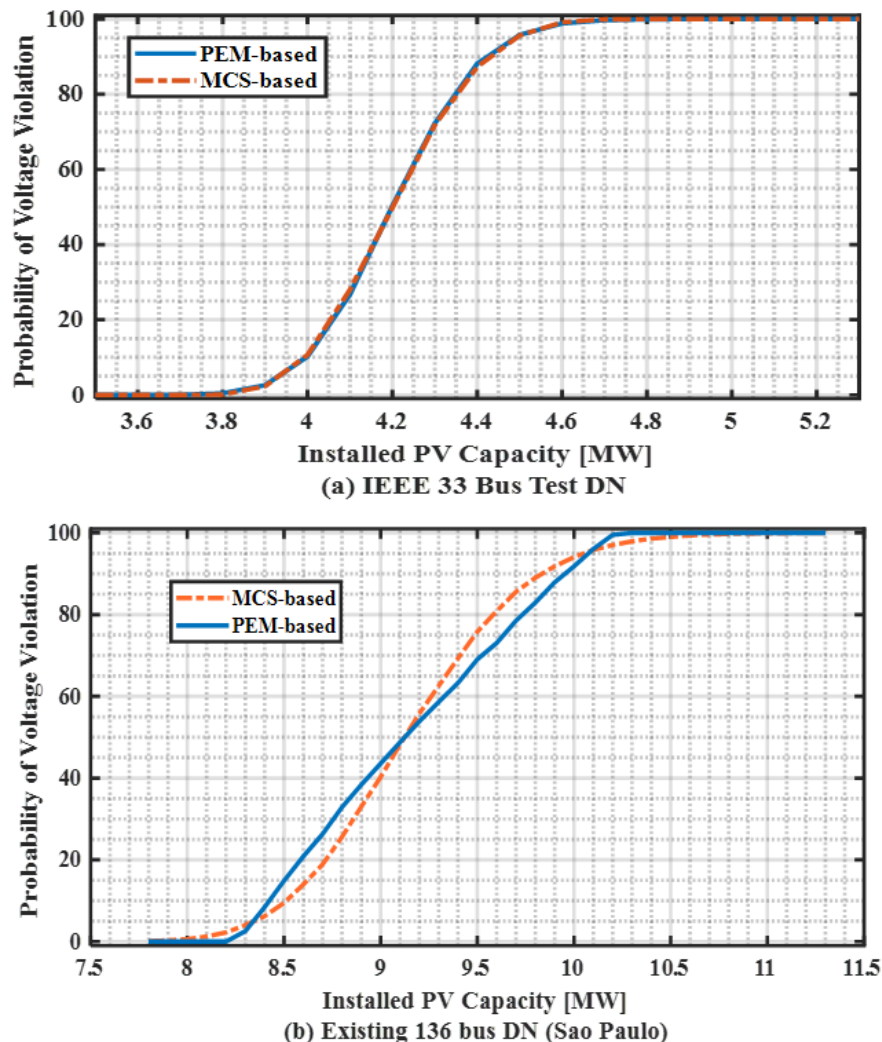 Probability of Voltage Violation
100
80
60
40
20
0
PEM-based
MCS-based
3.6 3.8 4 4.2 4.4 4.6 4.8 5 5.2
Installed PV Capacity [MW]
(a) IEEE 33 Bus Test DN
Probability of Voltage Violation
100
80
60
40
20
0
MCS-based
PEM-based
7.5 8 8.5 9 9.5 10 10.5 11 11.5
Installed PV Capacity [MW]
(b) Existing 136 bus DN (Sao Paulo)